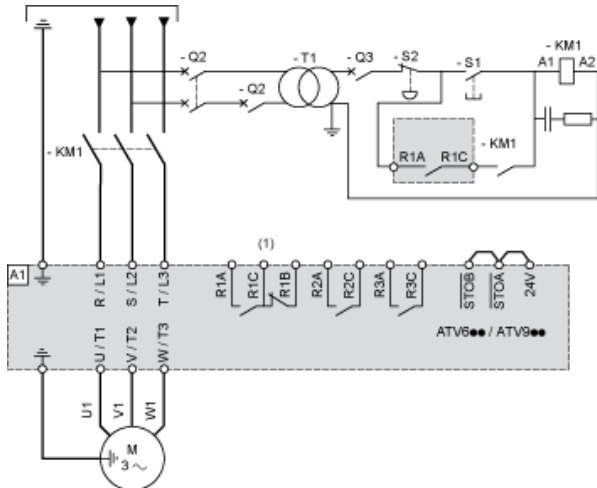 - Q2
- T1
- Q3
- S2
- S1
- KM1
A1
A2
- Q2
- KM1
R1A
R1C
- KM1
(1)
A1
R / L1
S / L2
T / L3
R1A
R1C
R1B
R2A
R2C
R3A
R3C
STOB
STOA
24V
ATV6●● / ATV9●●
U / T1
V / T2
W / T3
U1
V1
W1
M
3 ~